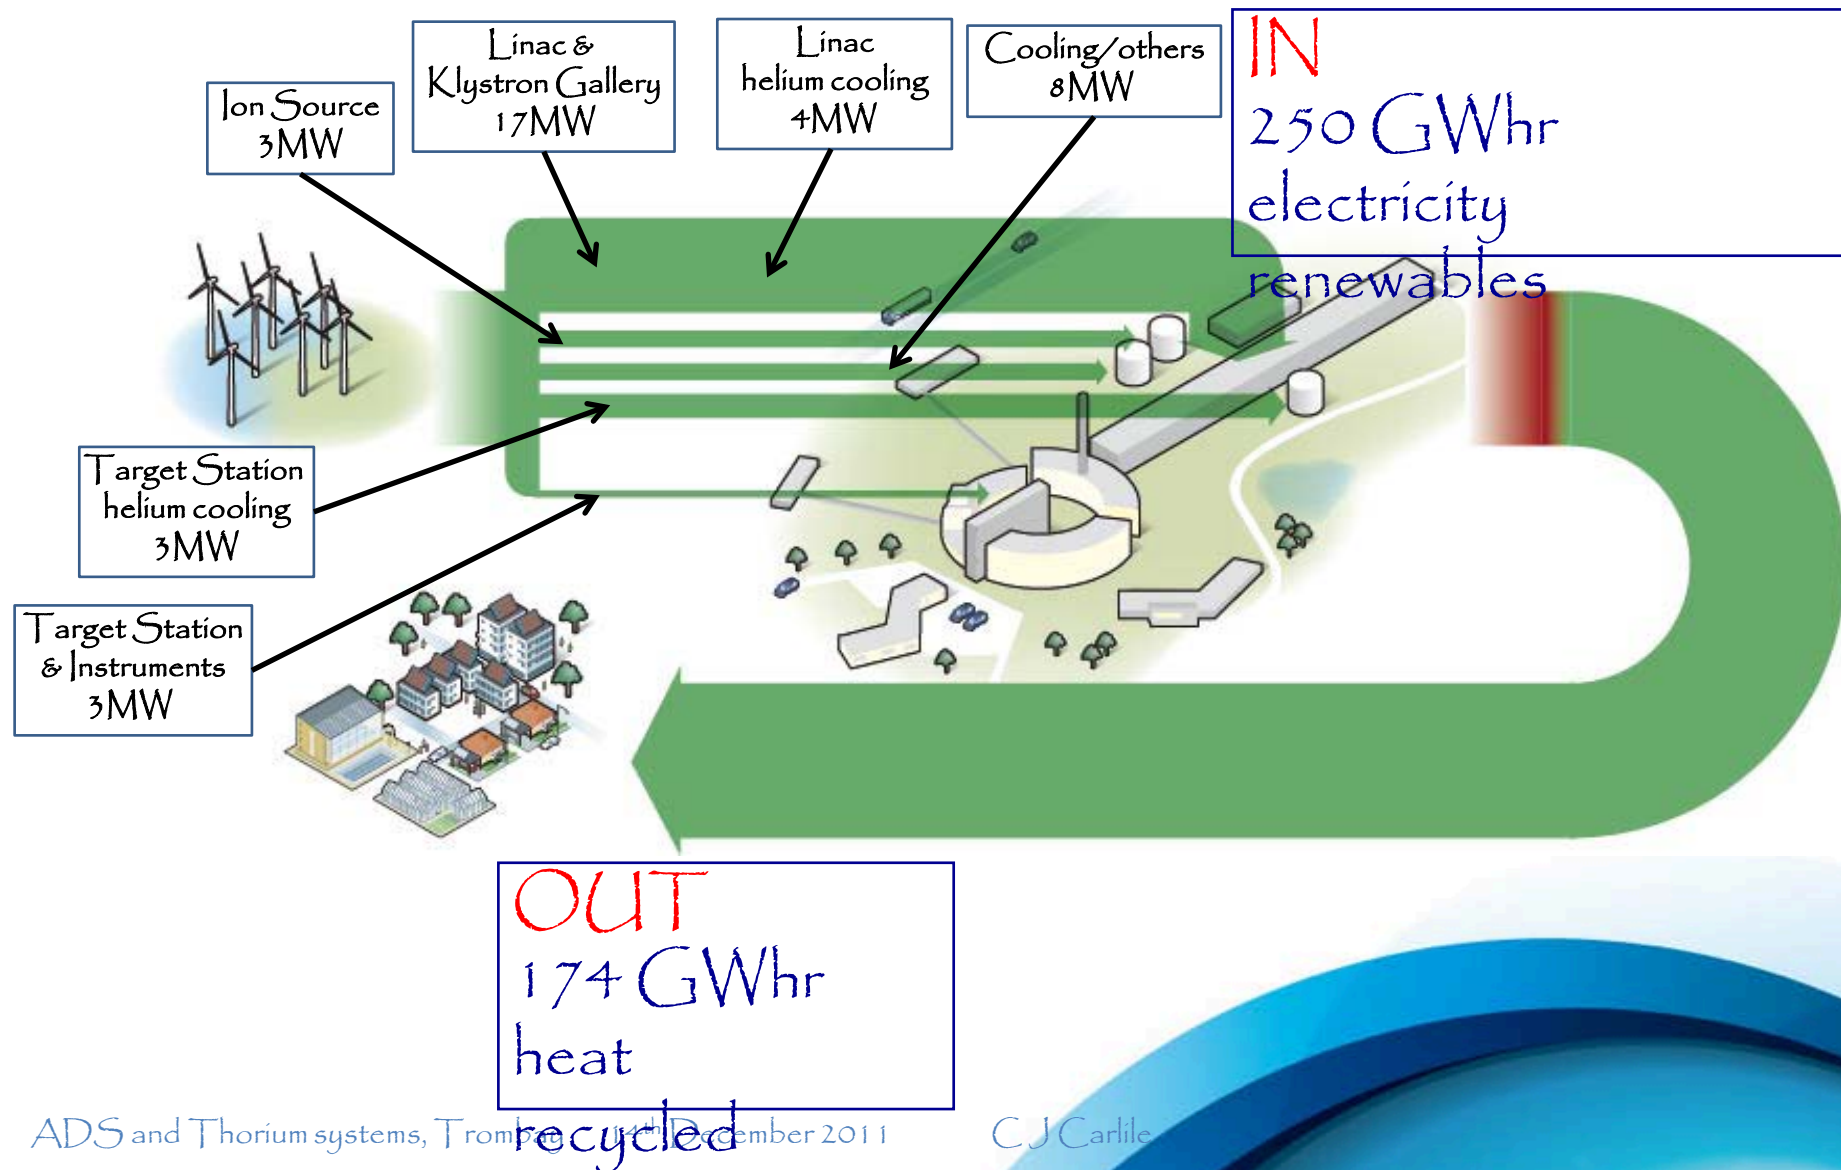 Ion Source
3MW
Linac &
Klystron Gallery
17MW
Linac
helium cooling
4MW
Cooling/others
8MW
IN
250 GWhr
electricity
renewables
Target Station
helium cooling
3MW
Target Station
& Instruments
3MW
OUT
174 GWhr
heat
recycled
ADS and Thorium systems, Trombay 14th December 2011
C J Carlile